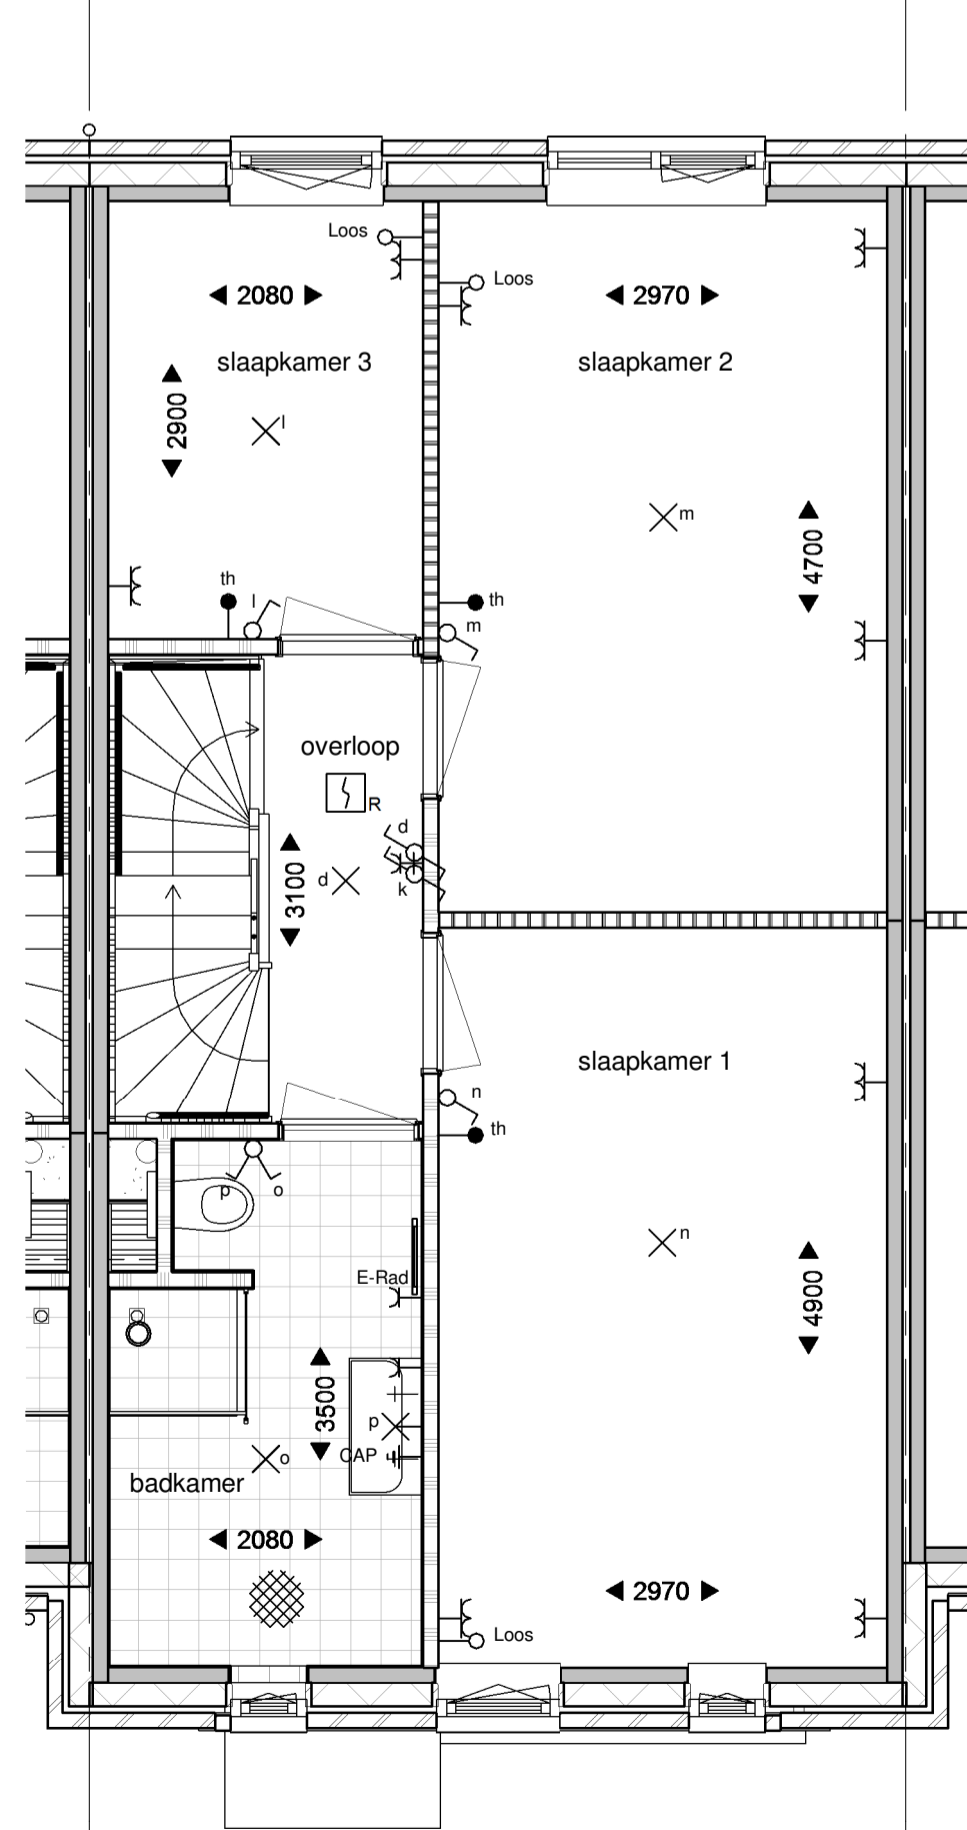 Loos
Loos
2080
2970
slaapkamer 3
slaapkamer 2
2900
l
m
4700
th
l
th
m
overloop
R
d
3100
d
k
slaapkamer 1
n
th
p
o
n
E-Rad
4900
3500
p
o
CAP
badkamer
2080
2970
Loos